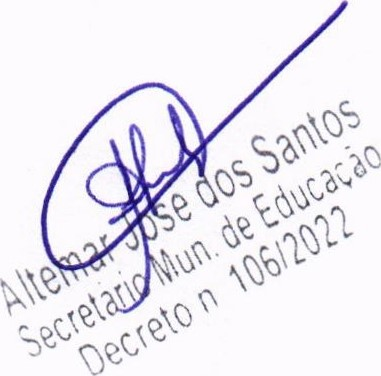 Altemar José dos Santos
Secretário Mun. de Educação
Decreto n 106/2022